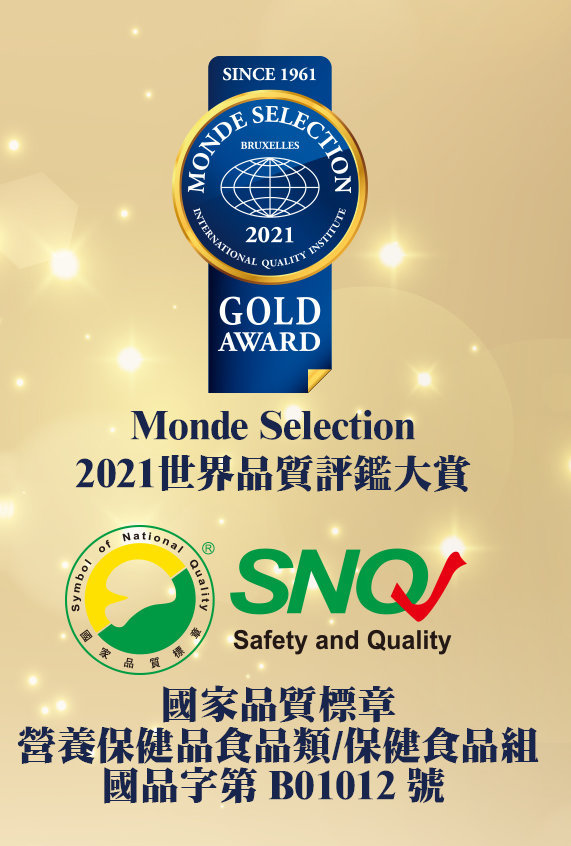 SINCE 1961
MONDE SELECTION
BRUXELLES
2021
INTERNATIONAL QUALITY INSTITUTE
GOLD
AWARD
Monde Selection
2021世界品質評鑑大賞
Symbol of National Quality
®
國家品質標章
SNQ
Safety and Quality
國家品質標章
營養保健品食品類/保健食品組
國品字第 B01012 號